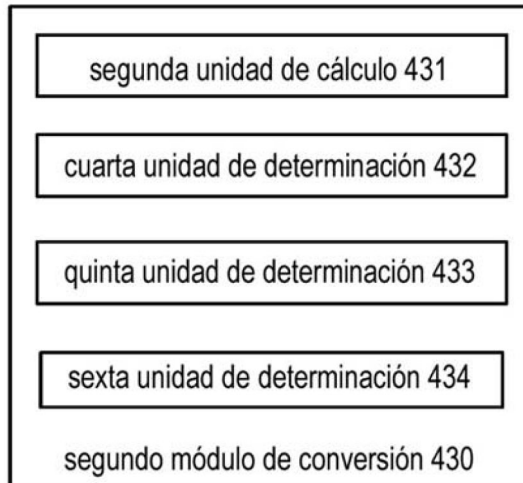 segunda unidad de cálculo 431
cuarta unidad de determinación 432
quinta unidad de determinación 433
sexta unidad de determinación 434
segundo módulo de conversión 430